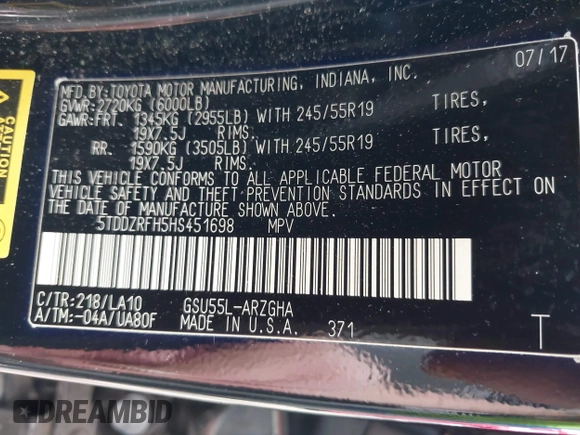 07/17
MFD.BY:TOYOTA MOTOR MANUFACTURING, INDIANA, INC.
GVWR:2720KG (6000LB)
GAWR:FRT. 1345KG (2955LB) WITH 245/55R19 TIRES,
19X7.5J RIMS.
RR. 1590KG (3505LB) WITH 245/55R19 TIRES,
19X7.5J RIMS.
THIS VEHICLE CONFORMS TO ALL APPLICABLE FEDERAL MOTOR
VEHICLE SAFETY AND THEFT PREVENTION STANDARDS IN EFFECT ON
THE DATE OF MANUFACTURE SHOWN ABOVE.
5TDDZRFH5HS451698 MPV
C/TR:218/LA10 GSU55L-ARZGHA
A/TM:-04A/UA80F MADE IN U.S.A. 371
T
CAUTION
DREAMBID